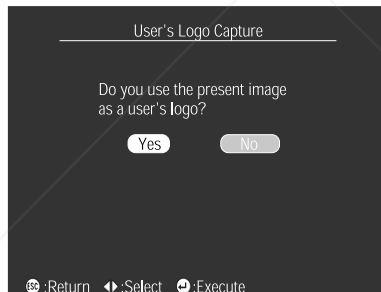 User's Logo Capture
Do you use the present image
as a user's logo?
Yes No
ESC :Return :Select :Execute